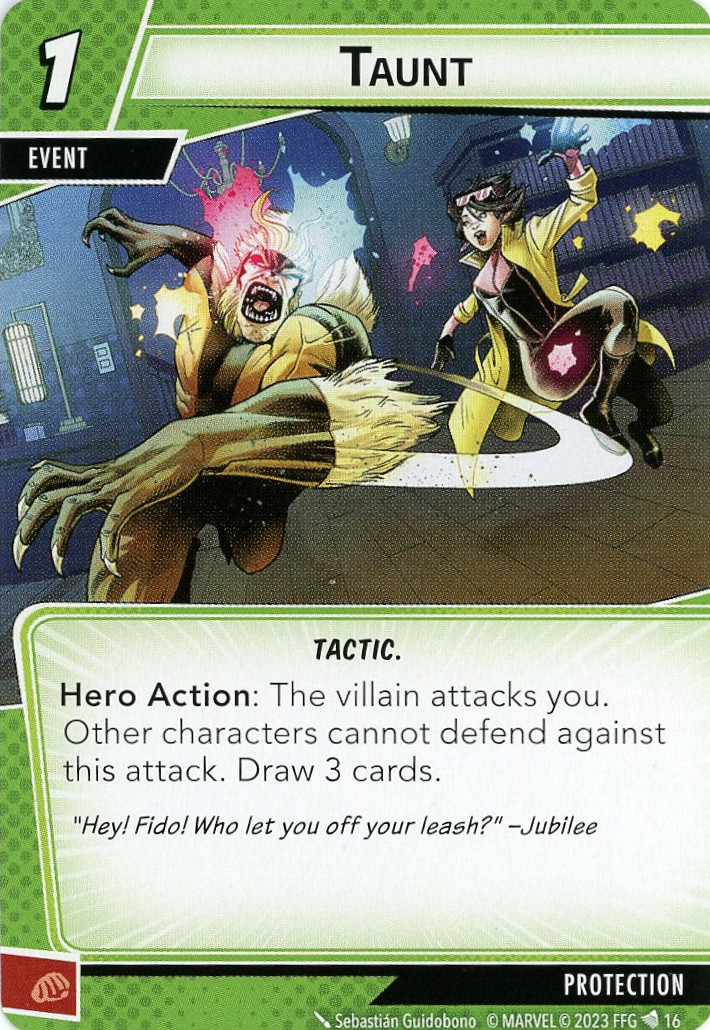 1
TAUNT
EVENT
TACTIC.
Hero Action: The villain attacks you.
Other characters cannot defend against
this attack. Draw 3 cards.
"Hey! Fido! Who let you off your leash?" –Jubilee
PROTECTION
Sebastián Guidobono © MARVEL © 2023 FFG 16